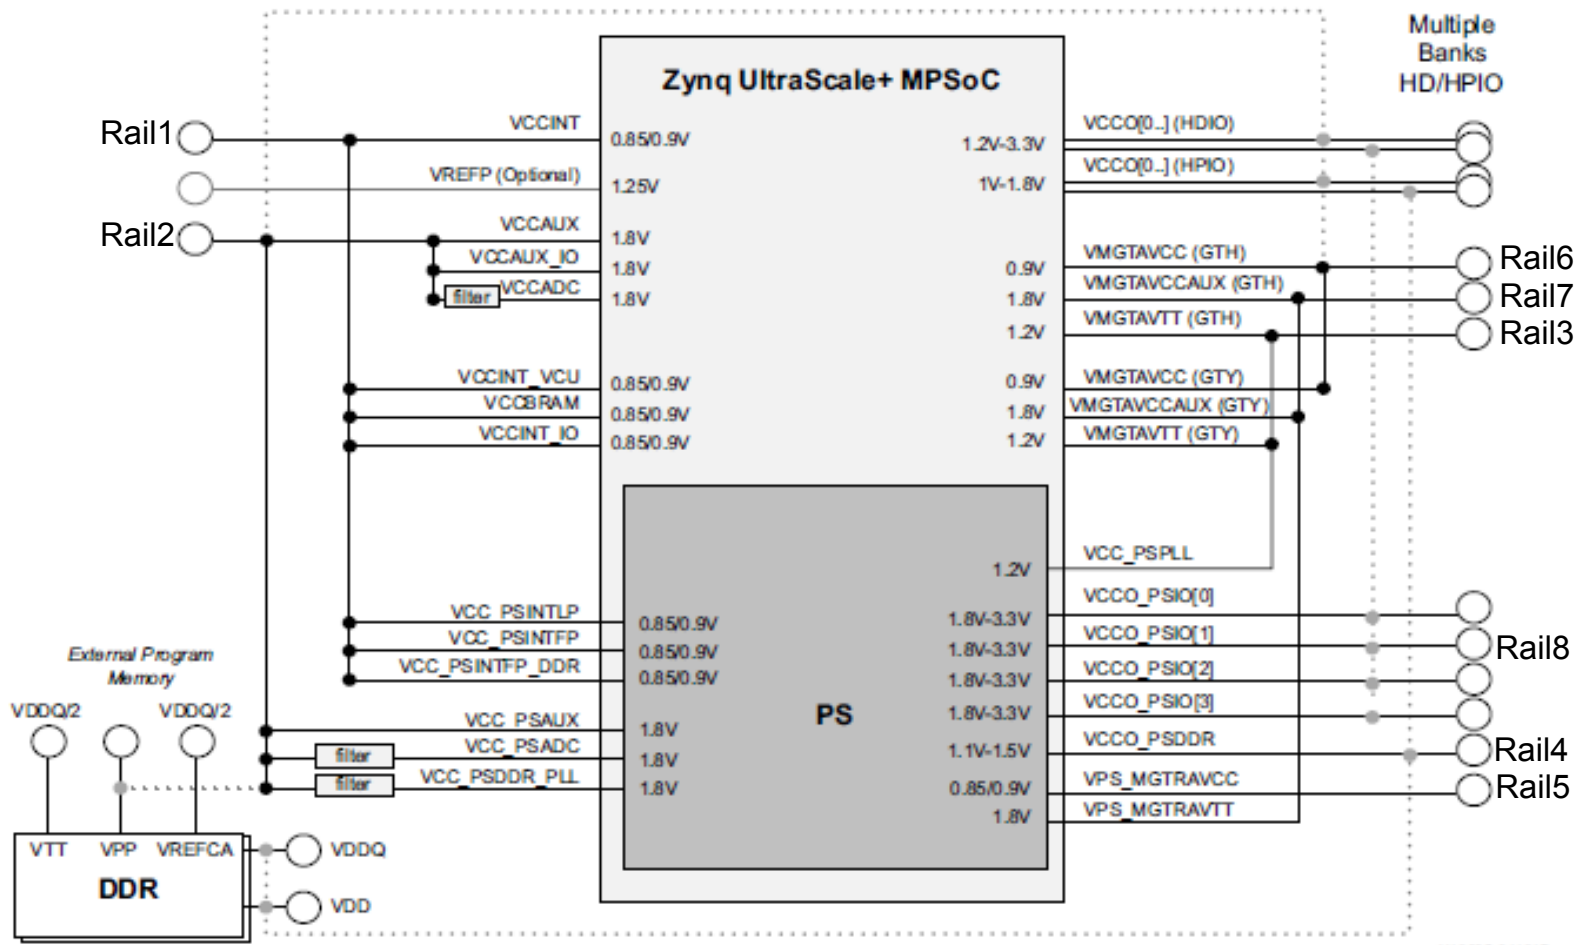 Multiple
Banks
HD/HPIO
Zynq UltraScale+ MPSoC
Rail1
VCCINT
0.85/0.9V
1.2V-3.3V
VCCO[0..] (HDIO)
VREFP (Optional)
1.25V
1V-1.8V
VCCO[0..] (HPIO)
Rail2
VCCAUX
1.8V
VCCAUX_IO
1.8V
filter
VCCADC
1.8V
0.9V
VMGTAVCC (GTH)
Rail6
1.8V
VMGTAVCCAUX (GTH)
Rail7
1.2V
VMGTAVTT (GTH)
Rail3
VCCINT_VCU
0.85/0.9V
0.9V
VMGTAVCC (GTY)
VCCBRAM
0.85/0.9V
1.8V
VMGTAVCCAUX (GTY)
VCCINT_IO
0.85/0.9V
1.2V
VMGTAVTT (GTY)
1.2V
VCC_PSPLL
VCC_PSINTLP
0.85/0.9V
1.8V-3.3V
VCCO_PSIO[0]
VCC_PSINTFP
0.85/0.9V
1.8V-3.3V
VCCO_PSIO[1]
Rail8
VCC_PSINTFP_DDR
0.85/0.9V
1.8V-3.3V
VCCO_PSIO[2]
PS
1.8V-3.3V
VCCO_PSIO[3]
External Program
Memory
VDDQ/2
VDDQ/2
VCC_PSAUX
1.8V
1.1V-1.5V
VCCO_PSDDR
Rail4
filter
VCC_PSADC
1.8V
0.85/0.9V
VPS_MGTRAVCC
Rail5
filter
VCC_PSDDR_PLL
1.8V
1.8V
VPS_MGTRAVTT
VTT
VPP
VREFCA
DDR
VDDQ
VDD